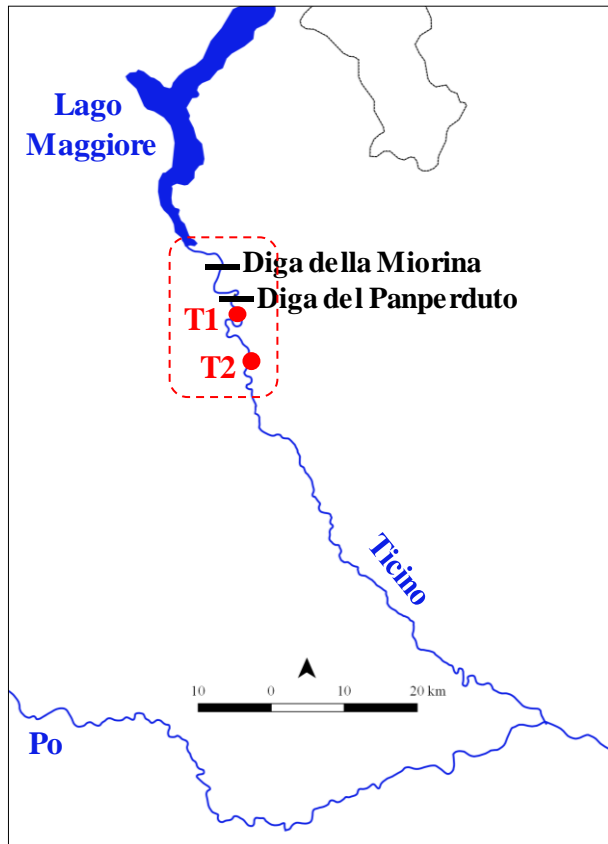 Lago
Maggiore
Diga della Miorina
Diga del Panperduto
T1
T2
Ticino
10 0 10 20 km
Po